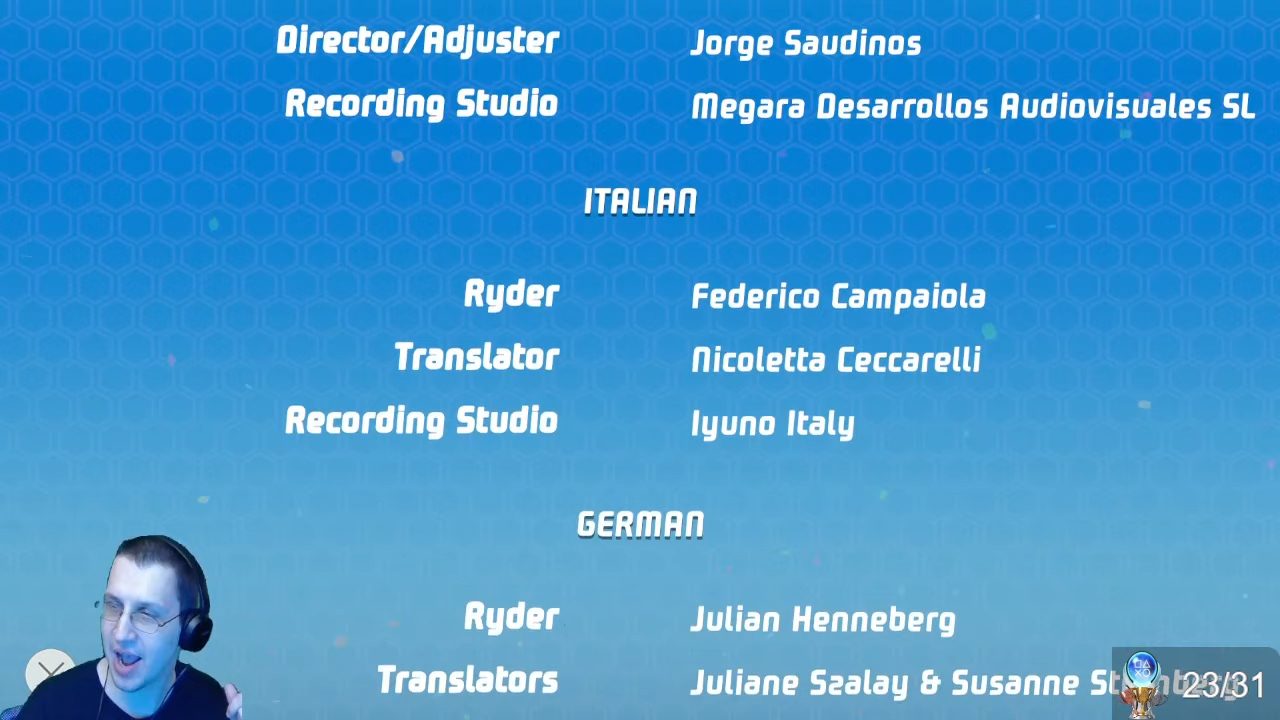 Director/Adjuster Jorge Saudinos
Recording Studio Megara Desarrollos Audiovisuales SL
ITALIAN
Ryder Federico Campaiola
Translator Nicoletta Ceccarelli
Recording Studio Iyuno Italy
GERMAN
Ryder Julian Henneberg
Translators Juliane Szalay & Susanne
23/31